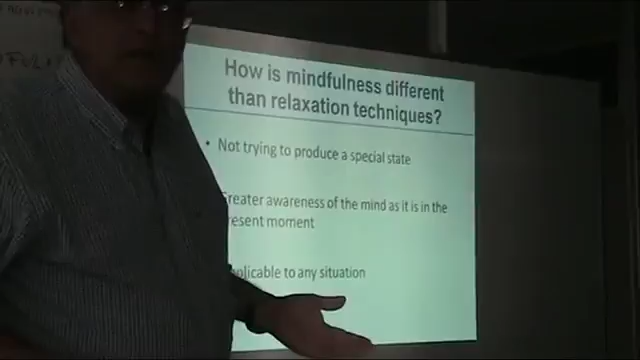 How is mindfulness different
than relaxation techniques?
• Not trying to produce a special state
reater awareness of the mind as it is in the
resent moment
plicable to any situation